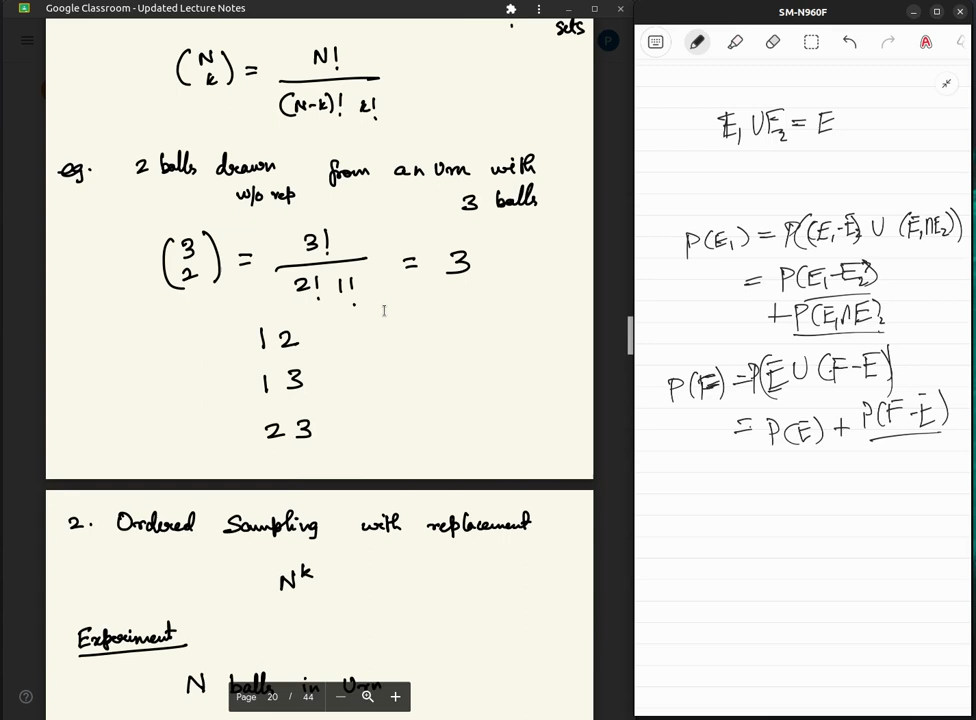 Google Classroom - Updated Lecture Notes
sets
(N k) = N! / (N-k)! k!
eg. 2 balls drawn from an Urn with
w/o rep 3 balls
(3 2) = 3! / 2! 1! = 3
1 2
1 3
2 3
2. Ordered Sampling with replacement
N^k
Experiment
N balls in Urn
Page 20 / 44
SM-N960F
E₁ ∪ E₂ = E
P(E₁) = P((E₁-E₂) ∪ (E₁∩E₂))
= P(E₁-E₂)
+ P(E₁∩E)₂
P(F) = P(E ∪ (F-E))
= P(E) + P(F-E)